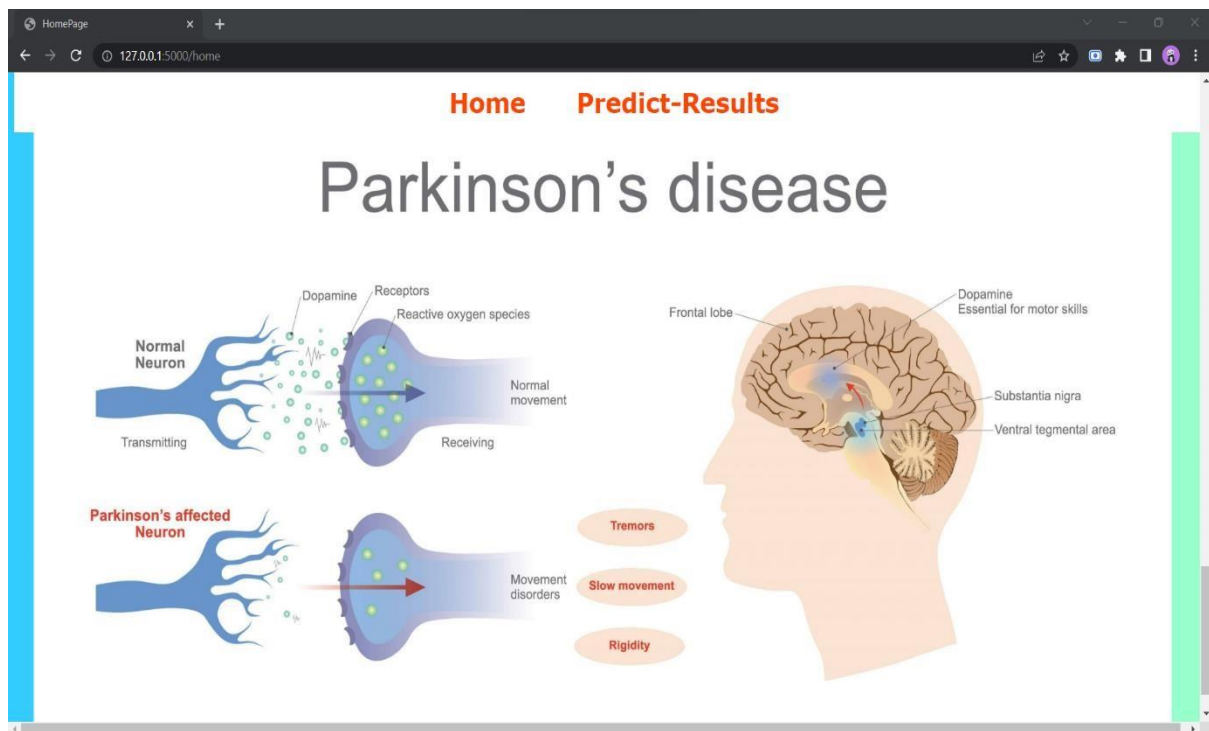 HomePage
127.0.0.1:5000/home
Home Predict-Results
Parkinson's disease
Dopamine
Receptors
Reactive oxygen species
Normal
Neuron
Normal
movement
Transmitting
Receiving
Parkinson's affected
Neuron
Movement
disorders
Tremors
Slow movement
Rigidity
Frontal lobe
Dopamine
Essential for motor skills
Substantia nigra
Ventral tegmental area